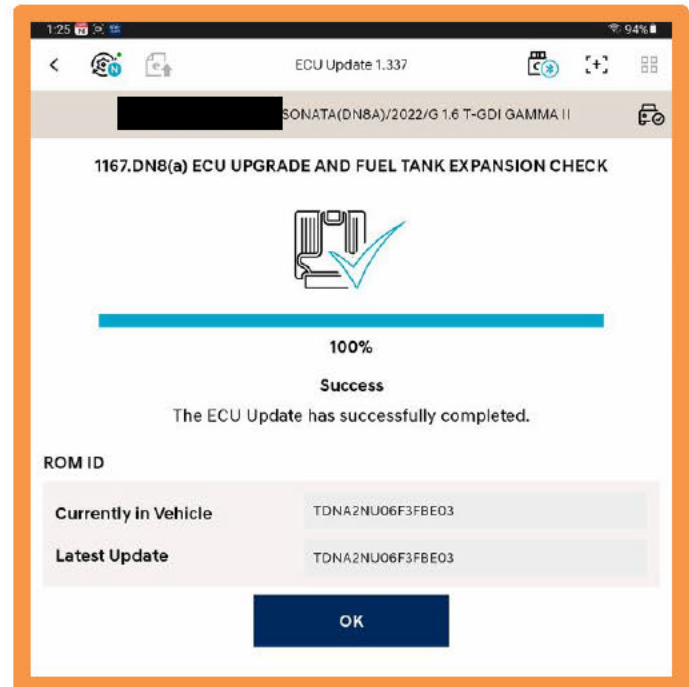 1:25 94%
ECU Update 1.337
SONATA(DN8A)/2022/G 1.6 T-GDI GAMMA II
1167.DN8(a) ECU UPGRADE AND FUEL TANK EXPANSION CHECK
100%
Success
The ECU Update has successfully completed.
ROM ID
Currently in Vehicle TDNA2NU06F3FBE03
Latest Update TDNA2NU06F3FBE03
OK